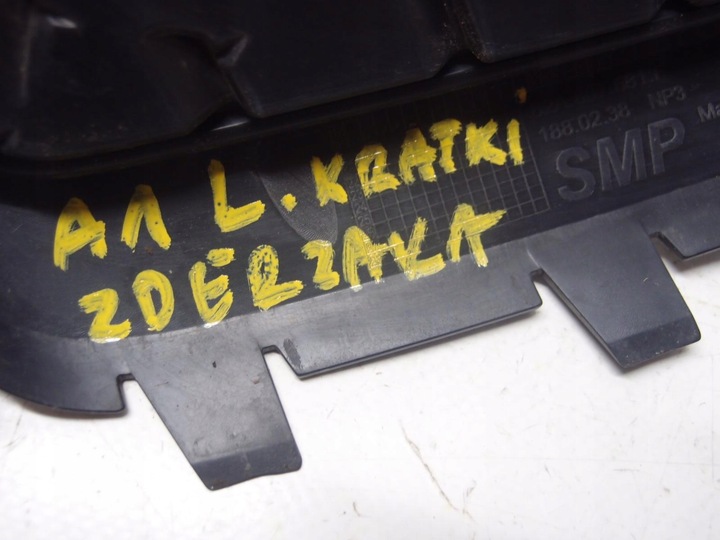 A1 L. KRATKI
ZDERZAKA
188.02.38 NP3
SMP